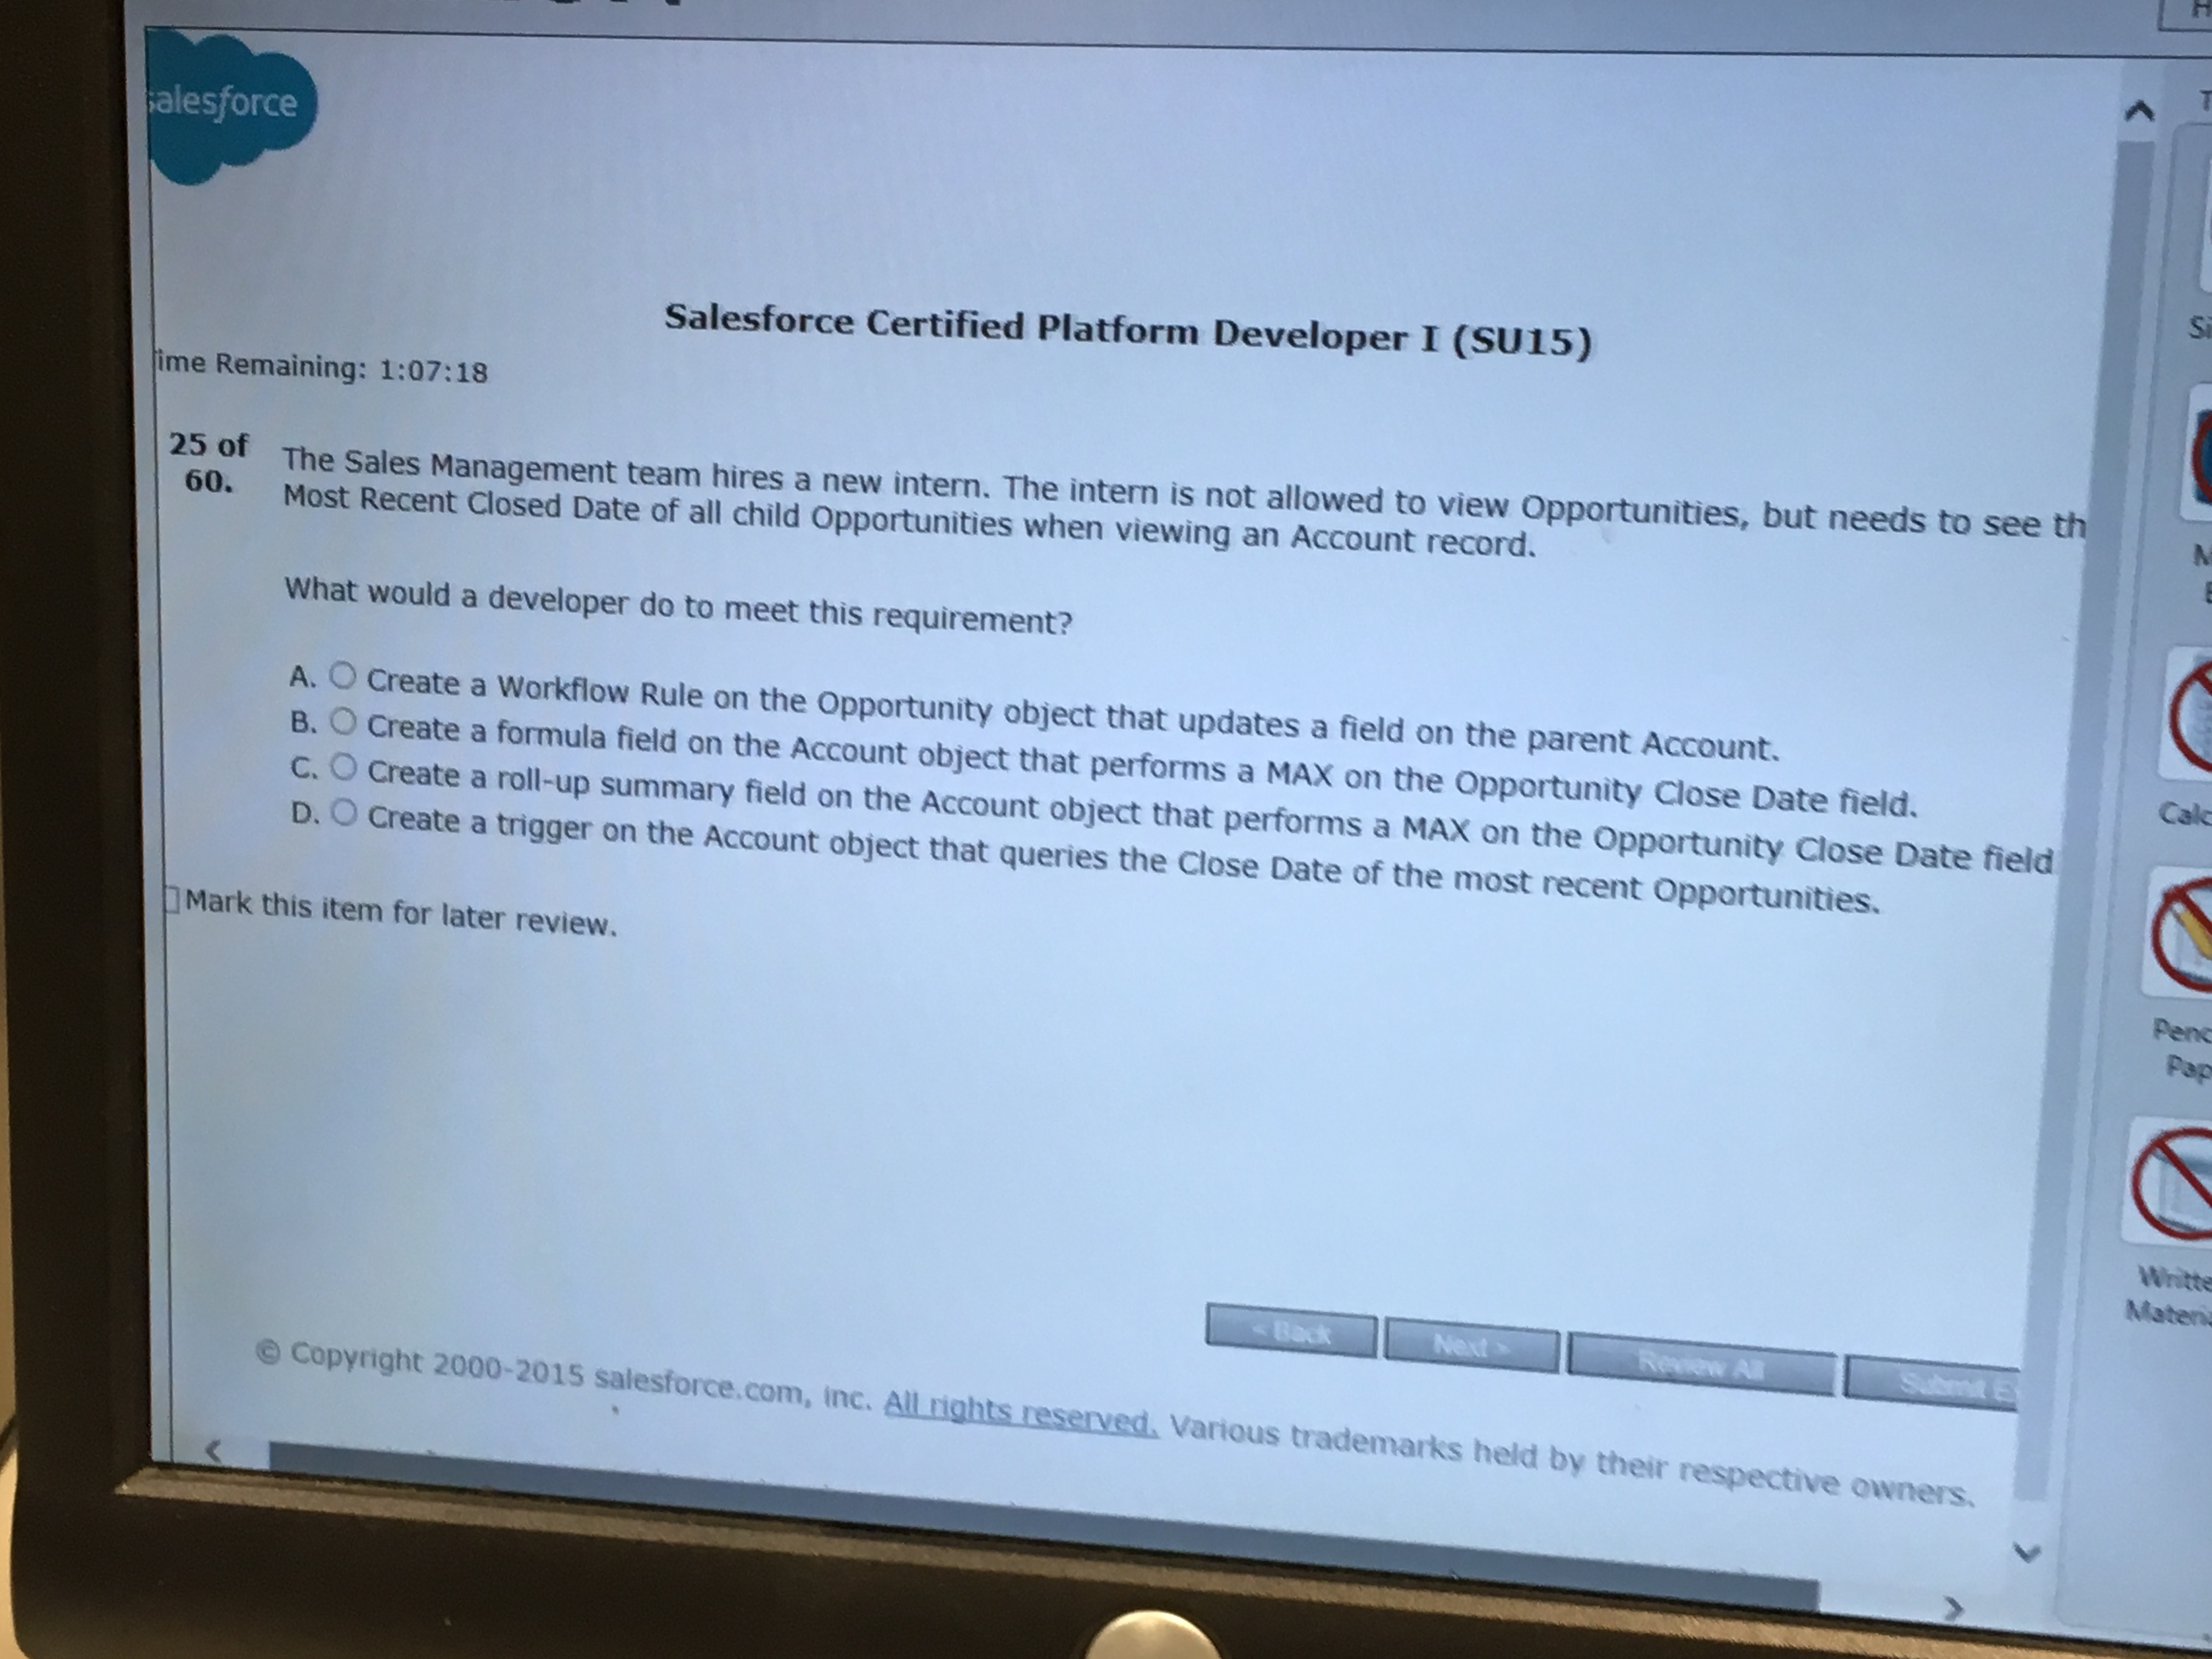 salesforce
Salesforce Certified Platform Developer I (SU15)
ime Remaining: 1:07:18
25 of
60.
The Sales Management team hires a new intern. The intern is not allowed to view Opportunities, but needs to see th
Most Recent Closed Date of all child Opportunities when viewing an Account record.
What would a developer do to meet this requirement?
A. Create a Workflow Rule on the Opportunity object that updates a field on the parent Account.
B. Create a formula field on the Account object that performs a MAX on the Opportunity Close Date field.
C. Create a roll-up summary field on the Account object that performs a MAX on the Opportunity Close Date field
D. Create a trigger on the Account object that queries the Close Date of the most recent Opportunities.
Mark this item for later review.
Calc
Penc
Pap
Writte
Materia
< Back Next > Review All Submit E
© Copyright 2000-2015 salesforce.com, inc. All rights reserved. Various trademarks held by their respective owners.